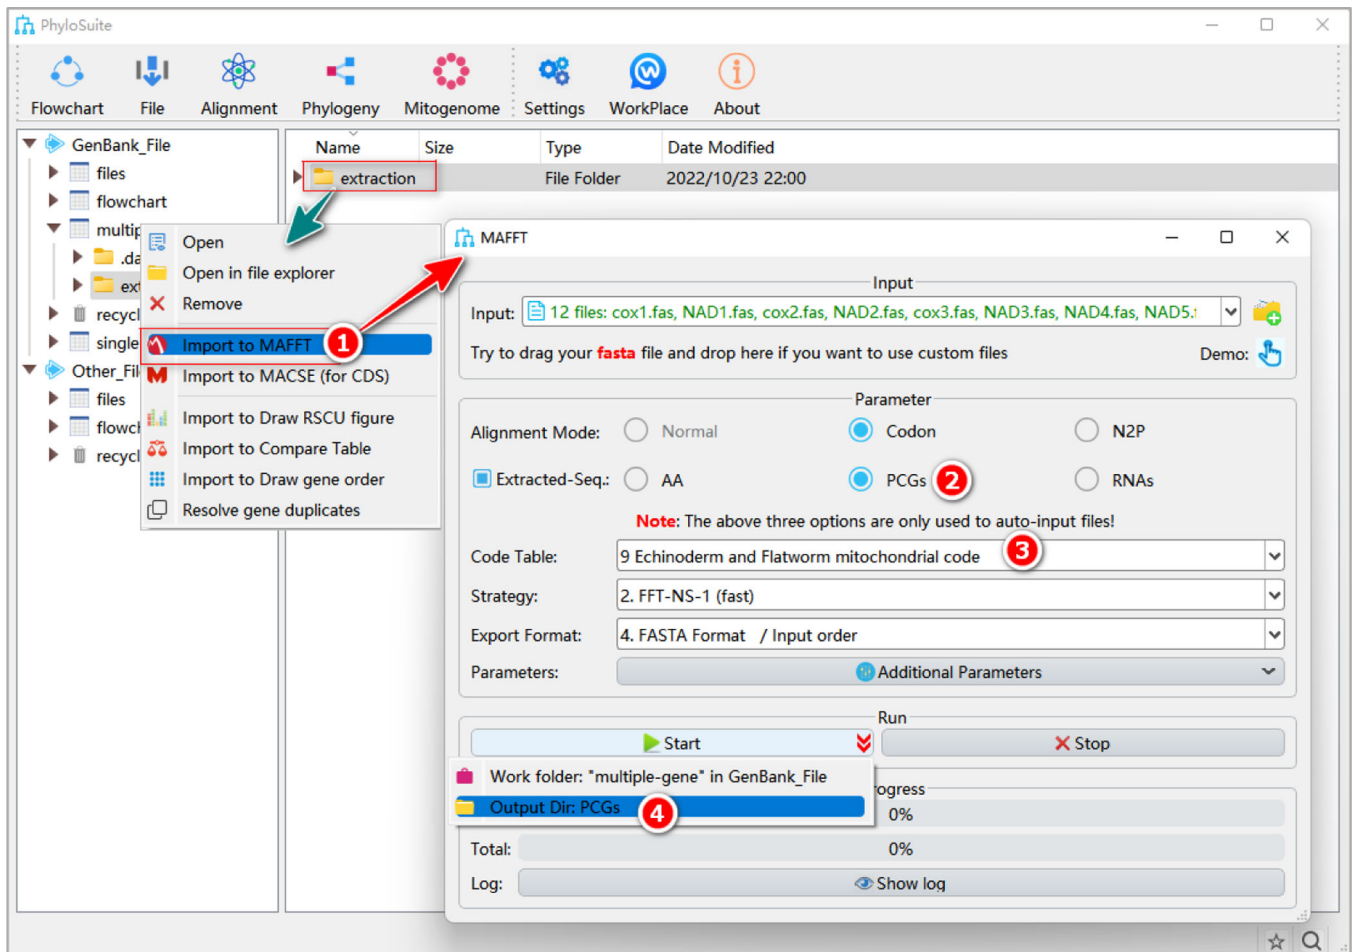 PhyloSuite
Flowchart File Alignment Phylogeny Mitogenome Settings WorkPlace About
GenBank_File
files
flowchart
multip
.da
ext
recycl
single
Other_Fil
files
flowch
recycl
Name Size Type Date Modified
extraction File Folder 2022/10/23 22:00
Open
Open in file explorer
Remove
Import to MAFFT 1
Import to MACSE (for CDS)
Import to Draw RSCU figure
Import to Compare Table
Import to Draw gene order
Resolve gene duplicates
MAFFT
Input
Input: 12 files: cox1.fas, NAD1.fas, cox2.fas, NAD2.fas, cox3.fas, NAD3.fas, NAD4.fas, NAD5.f
Try to drag your fasta file and drop here if you want to use custom files Demo:
Parameter
Alignment Mode: Normal Codon N2P
Extracted-Seq.: AA PCGs 2 RNAs
Note: The above three options are only used to auto-input files!
Code Table: 9 Echinoderm and Flatworm mitochondrial code 3
Strategy: 2. FFT-NS-1 (fast)
Export Format: 4. FASTA Format / Input order
Parameters: Additional Parameters
Run
Start Stop
Work folder: "multiple-gene" in GenBank_File
Output Dir: PCGs 4
rogress
0%
Total: 0%
Log: Show log